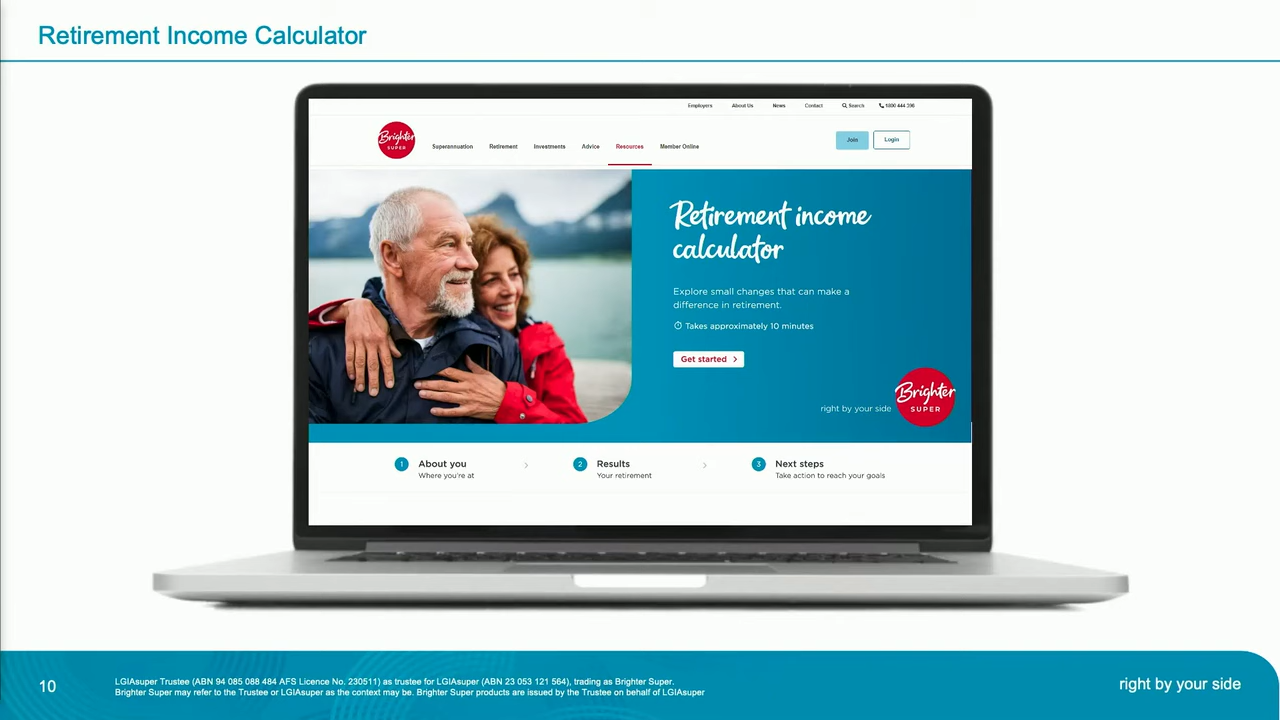 Retirement Income Calculator
Employers About Us News Contact Search 1800 444 396
Brighter
SUPER
Superannuation Retirement Investments Advice Resources Member Online
Join Login
Retirement income
calculator
Explore small changes that can make a
difference in retirement.
Takes approximately 10 minutes
Get started
right by your side
Brighter
SUPER
1 About you
Where you're at
2 Results
Your retirement
3 Next steps
Take action to reach your goals
10
LGIAsuper Trustee (ABN 94 085 088 484 AFS Licence No. 230511) as trustee for LGIAsuper (ABN 23 053 121 564), trading as Brighter Super.
Brighter Super may refer to the Trustee or LGIAsuper as the context may be. Brighter Super products are issued by the Trustee on behalf of LGIAsuper
right by your side